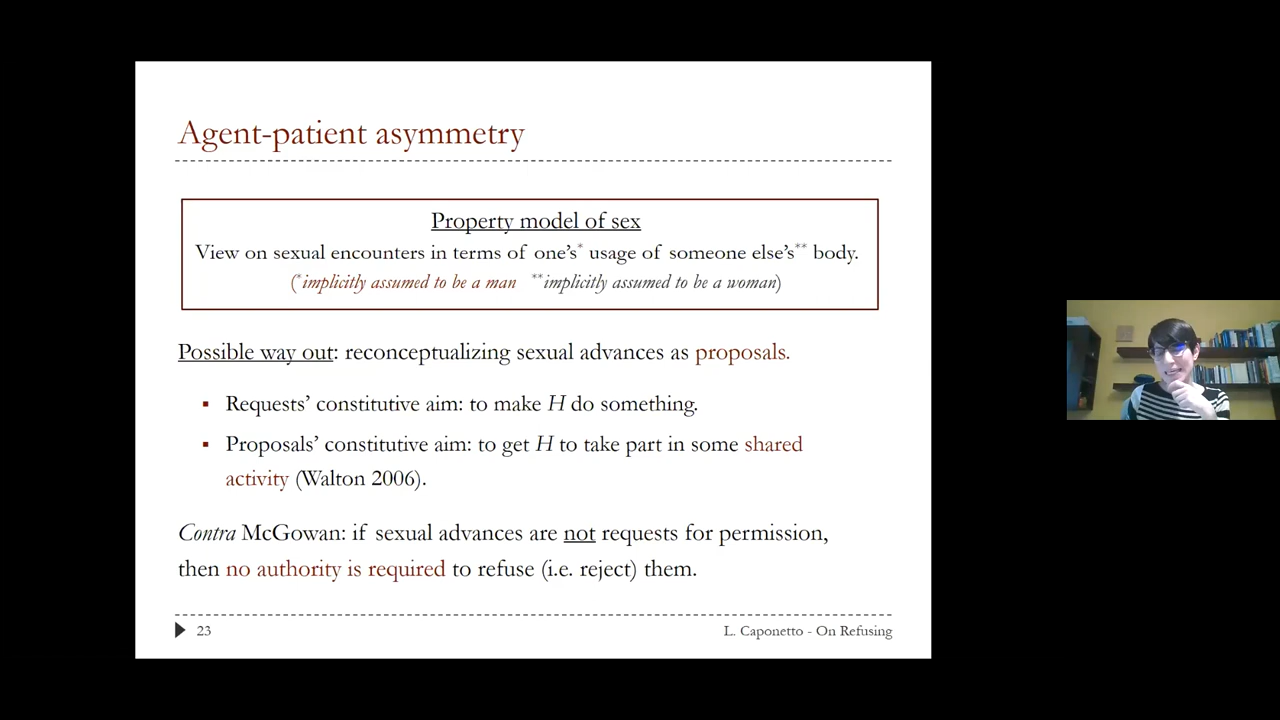 Agent-patient asymmetry
Property model of sex
View on sexual encounters in terms of one's* usage of someone else's** body.
(*implicitly assumed to be a man **implicitly assumed to be a woman)
Possible way out: reconceptualizing sexual advances as proposals.
▪ Requests' constitutive aim: to make H do something.
▪ Proposals' constitutive aim: to get H to take part in some shared
activity (Walton 2006).
Contra McGowan: if sexual advances are not requests for permission,
then no authority is required to refuse (i.e. reject) them.
23 L. Caponetto - On Refusing